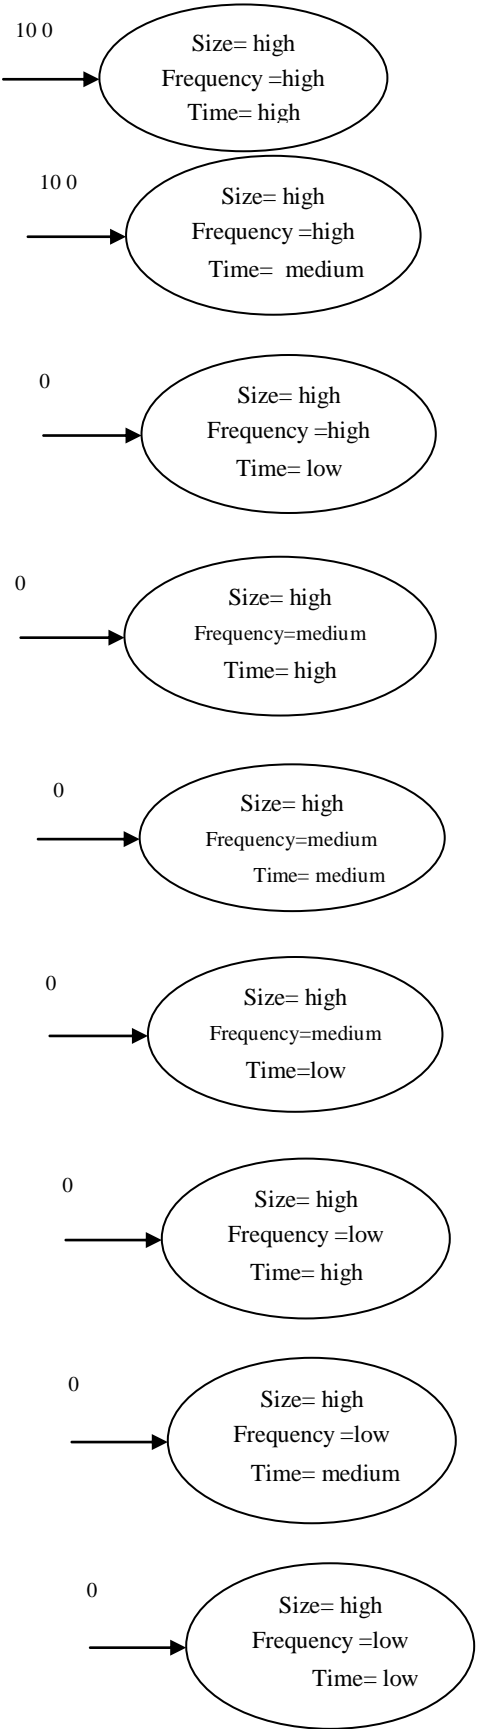 10 0
Size= high
Frequency =high
Time= high
10 0
Size= high
Frequency =high
Time= medium
0
Size= high
Frequency =high
Time= low
0
Size= high
Frequency=medium
Time= high
0
Size= high
Frequency=medium
Time= medium
0
Size= high
Frequency=medium
Time=low
0
Size= high
Frequency =low
Time= high
0
Size= high
Frequency =low
Time= medium
0
Size= high
Frequency =low
Time= low